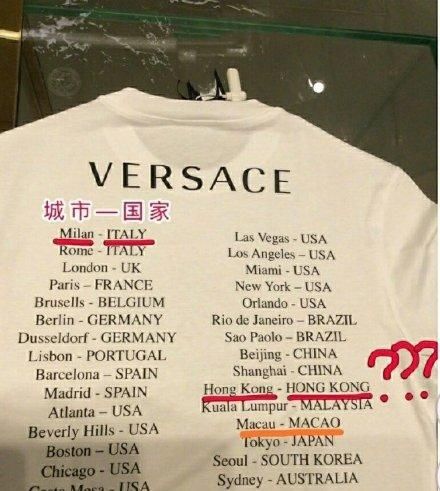 VERSACE
城市—国家
Milan - ITALY
Rome - ITALY
London - UK
Paris - FRANCE
Brusells - BELGIUM
Berlin - GERMANY
Dusseldorf - GERMANY
Lisbon - PORTUGAL
Barcelona – SPAIN
Madrid - SPAIN
Atlanta – USA
Beverly Hills - USA
Boston – USA
Chicago - USA
Costa Mesa - USA
Las Vegas - USA
Los Angeles – USA
Miami - USA
New York – USA
Orlando - USA
Rio de Janeiro – BRAZIL
Sao Paolo – BRAZIL
Beijing - CHINA
Shanghai - CHINA
Hong Kong - HONG KONG
???
Kuala Lumpur - MALAYSIA
Macau - MACAO
Tokyo - JAPAN
Seoul - SOUTH KOREA
Sydney - AUSTRALIA